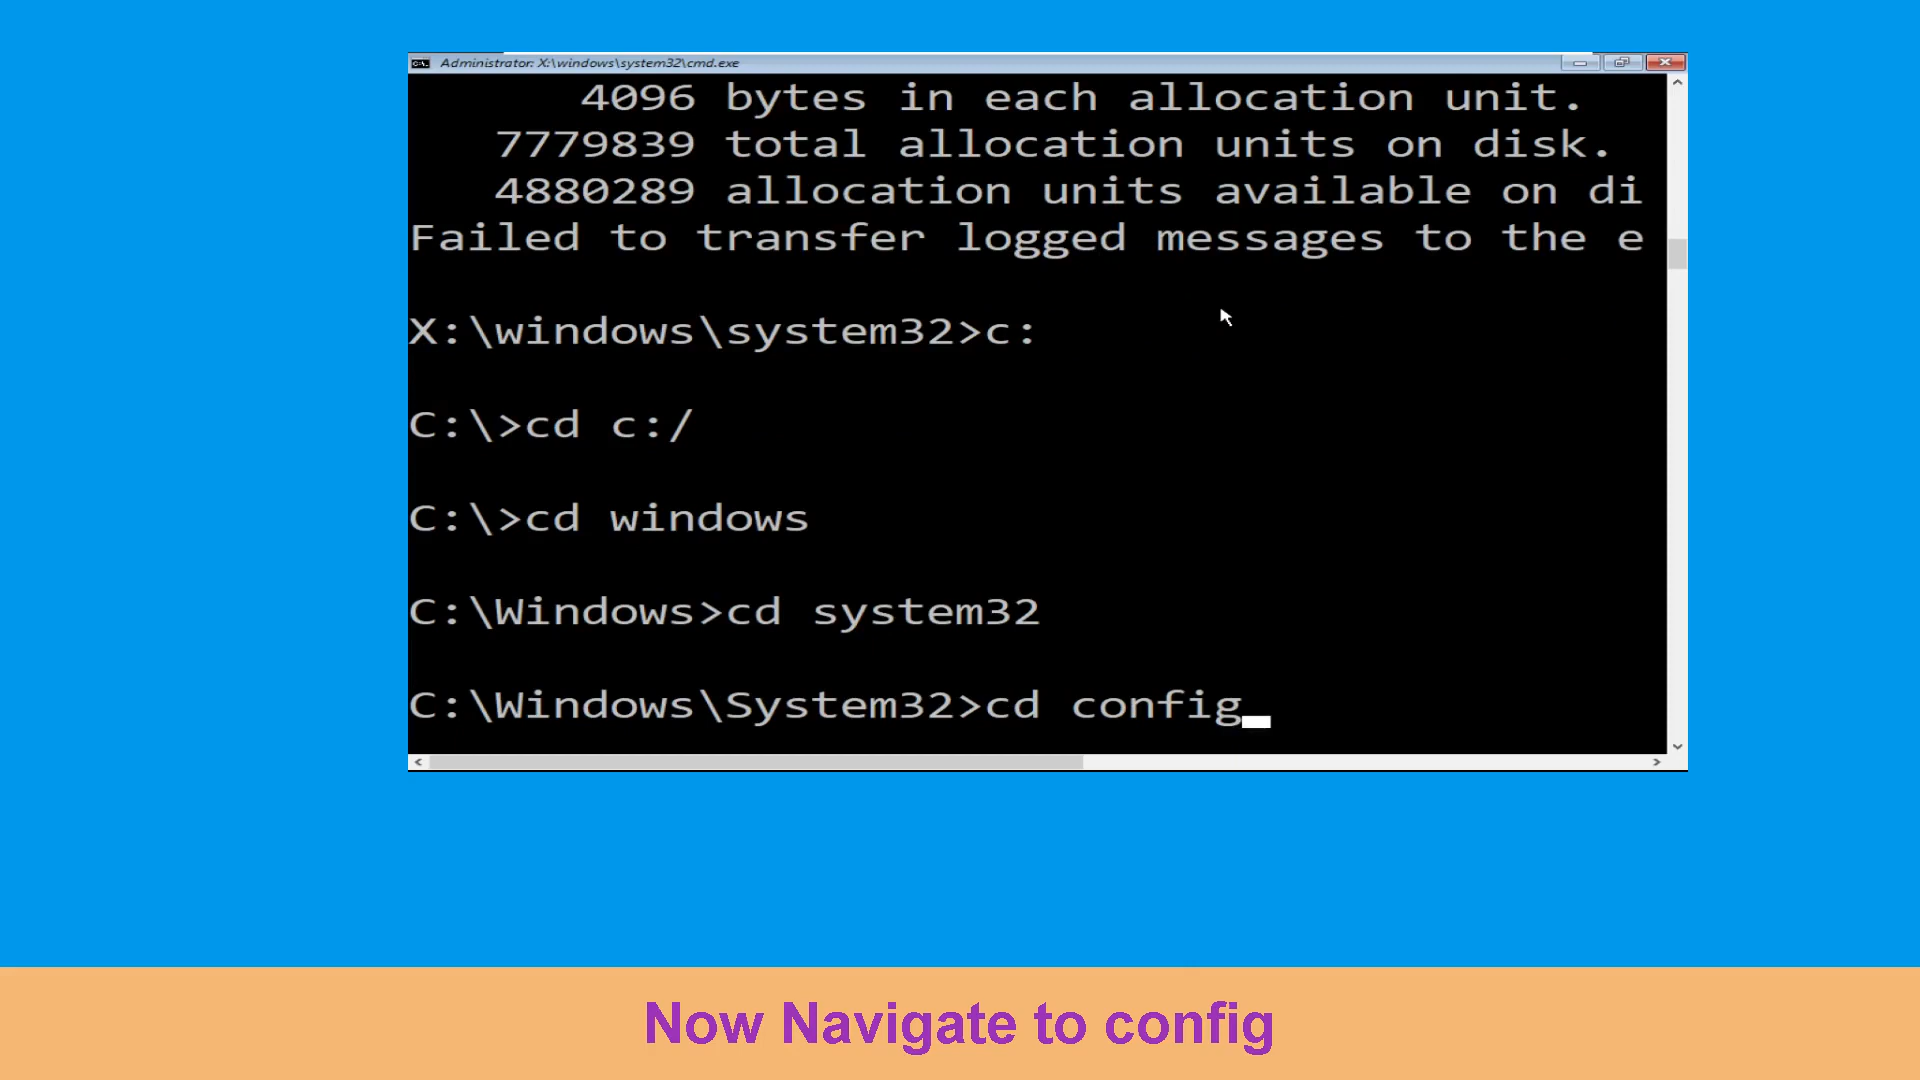 Administrator: X:\windows\system32\cmd.exe
4096 bytes in each allocation unit.
7779839 total allocation units on disk.
4880289 allocation units available on di
Failed to transfer logged messages to the e
X:\windows\system32>c:
C:\>cd c:/
C:\>cd windows
C:\Windows>cd system32
C:\Windows\System32>cd config_
Now Navigate to config